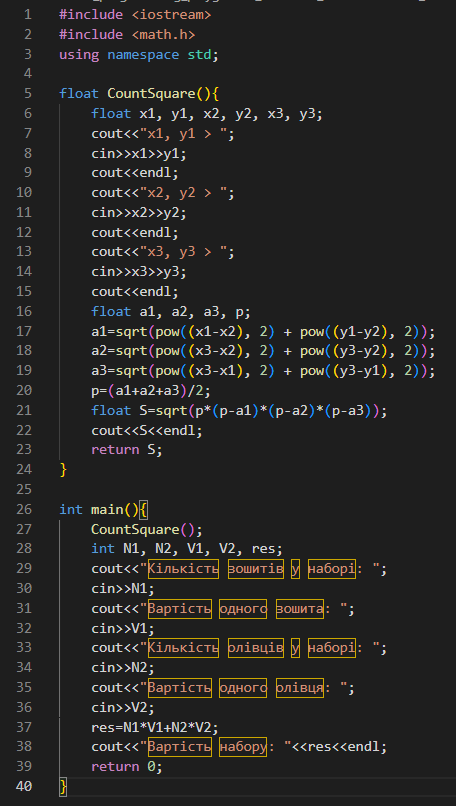 1 #include <iostream>
2 #include <math.h>
3 using namespace std;
4
5 float CountSquare(){
6 float x1, y1, x2, y2, x3, y3;
7 cout<<"x1, y1 > ";
8 cin>>x1>>y1;
9 cout<<endl;
10 cout<<"x2, y2 > ";
11 cin>>x2>>y2;
12 cout<<endl;
13 cout<<"x3, y3 > ";
14 cin>>x3>>y3;
15 cout<<endl;
16 float a1, a2, a3, p;
17 a1=sqrt(pow((x1-x2), 2) + pow((y1-y2), 2));
18 a2=sqrt(pow((x3-x2), 2) + pow((y3-y2), 2));
19 a3=sqrt(pow((x3-x1), 2) + pow((y3-y1), 2));
20 p=(a1+a2+a3)/2;
21 float S=sqrt(p*(p-a1)*(p-a2)*(p-a3));
22 cout<<S<<endl;
23 return S;
24 }
25
26 int main(){
27 CountSquare();
28 int N1, N2, V1, V2, res;
29 cout<<"Кількість зошитів у наборі: ";
30 cin>>N1;
31 cout<<"Вартість одного зошита: ";
32 cin>>V1;
33 cout<<"Кількість олівців у наборі: ";
34 cin>>N2;
35 cout<<"Вартість одного олівця: ";
36 cin>>V2;
37 res=N1*V1+N2*V2;
38 cout<<"Вартість набору: "<<res<<endl;
39 return 0;
40 }